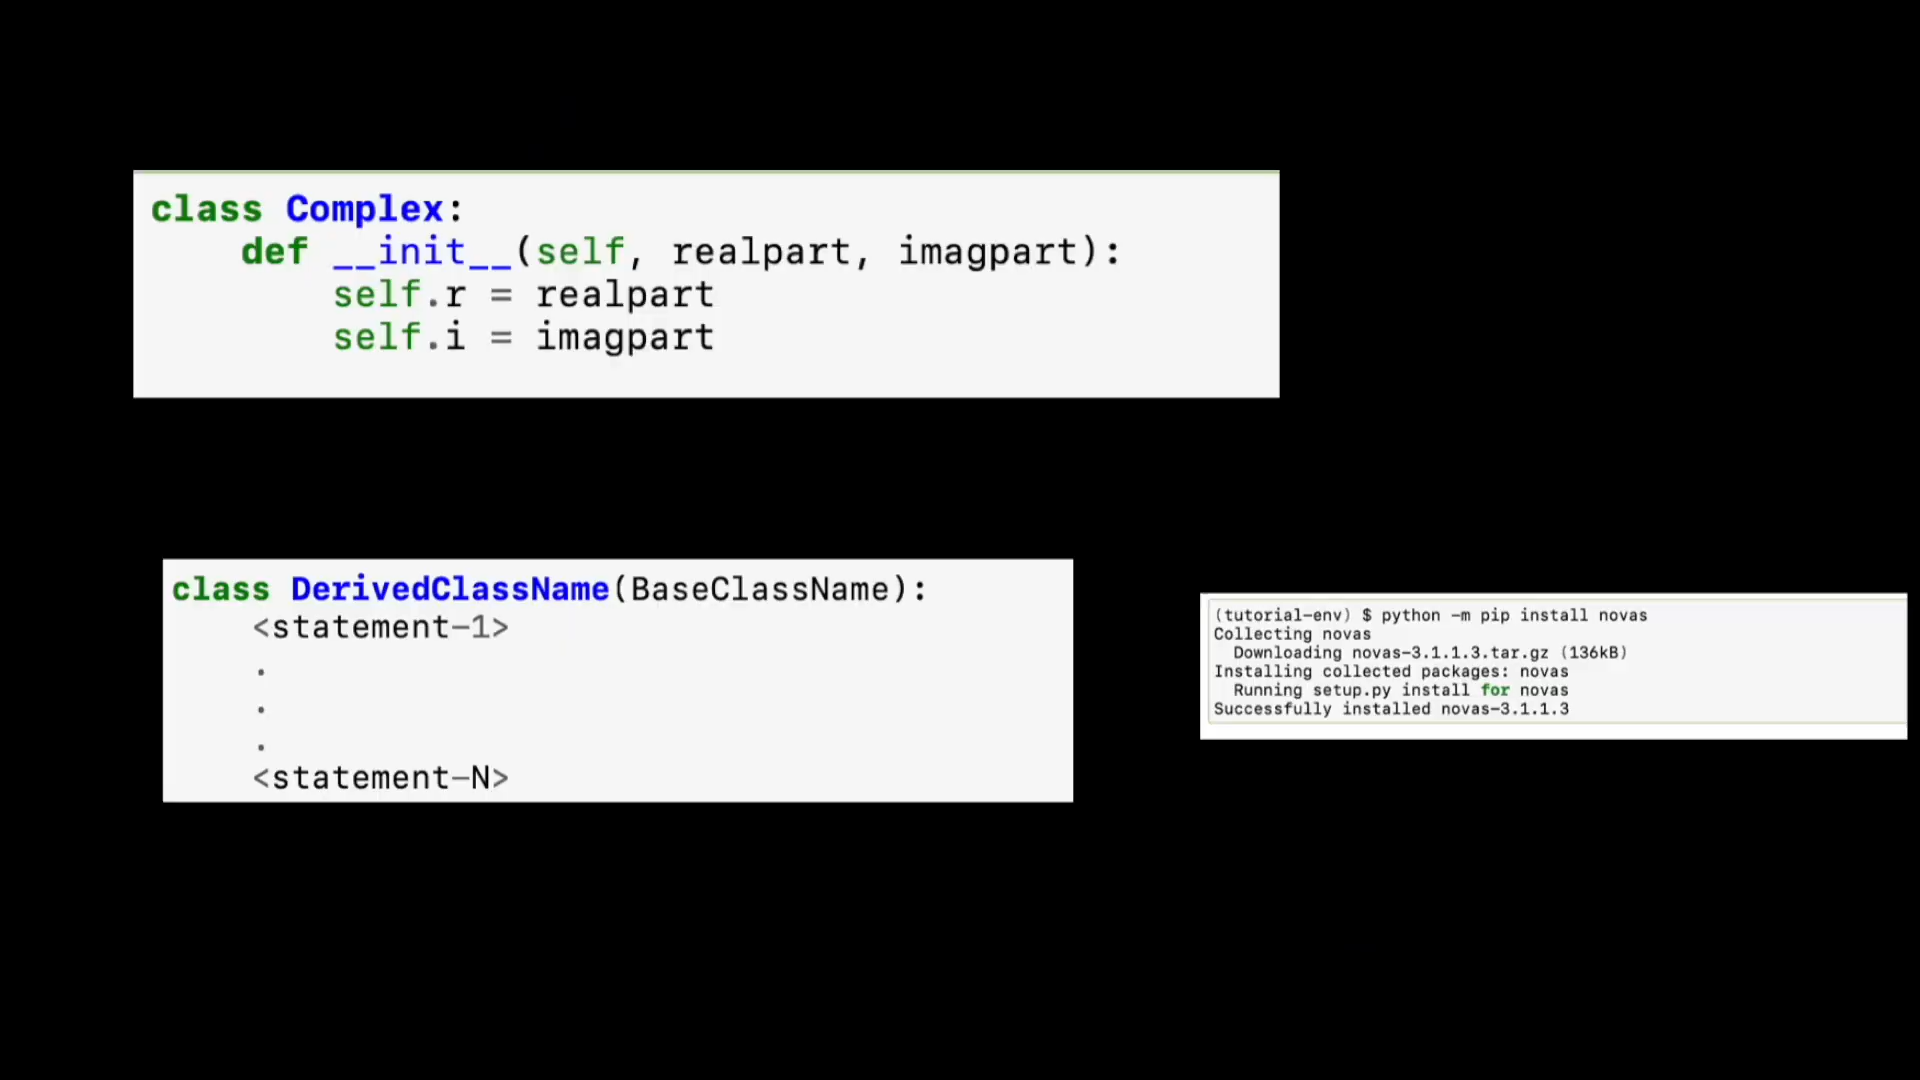 class Complex:
    def __init__(self, realpart, imagpart):
        self.r = realpart
        self.i = imagpart
class DerivedClassName(BaseClassName):
    <statement-1>
    .
    .
    .
    <statement-N>
(tutorial-env) $ python -m pip install novas
Collecting novas
  Downloading novas-3.1.1.3.tar.gz (136kB)
Installing collected packages: novas
  Running setup.py install for novas
Successfully installed novas-3.1.1.3